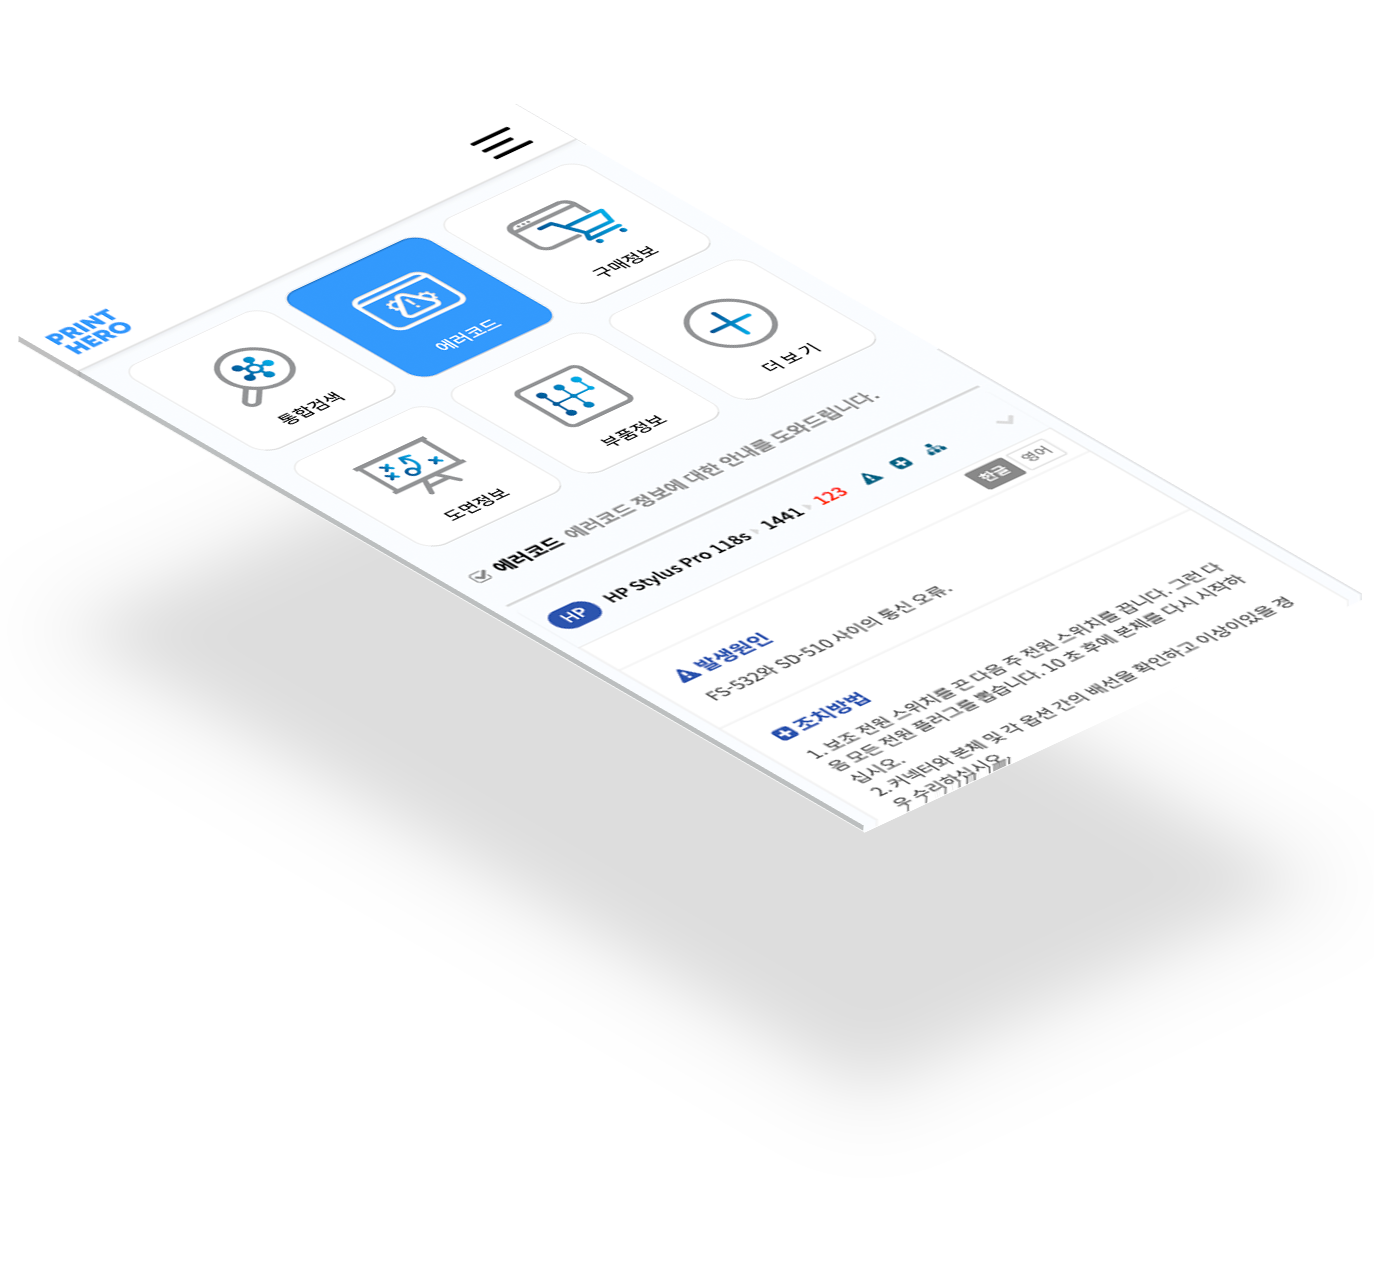 PRINT
HERO
통합검색
에러코드
구매정보
도면정보
부품정보
더 보 기
에러코드 에러코드 정보에 대한 안내를 도와드립니다.
HP HP Stylus Pro 118s 1441 123
한글 영어
발생원인
FS-532와 SD-510 사이의 통신 오류.
조치방법
1. 보조 전원 스위치를 끈 다음 주 전원 스위치를 끕니다. 그런 다
음 모든 전원 플러그를 뽑습니다. 10 초 후에 본체를 다시 시작하
십시오.
2. 커넥터와 본체 및 각 옵션 간의 배선을 확인하고 이상이있을 경
우 수리하십시오.